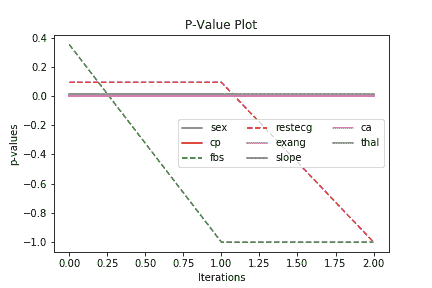 P-Value Plot
0.4
0.2
0.0
−0.2
−0.4
−0.6
−0.8
−1.0
p-values
sex restecg ca
cp exang thal
fbs slope
0.00 0.25 0.50 0.75 1.00 1.25 1.50 1.75 2.00
Iterations